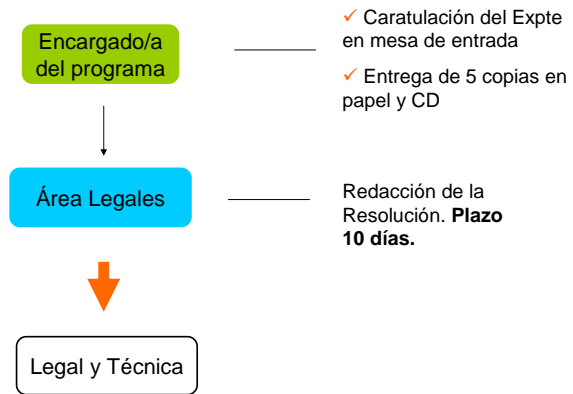 Encargado/a
del programa
✓ Caratulación del Expte
en mesa de entrada
✓ Entrega de 5 copias en
papel y CD
Área Legales
Redacción de la
Resolución. Plazo
10 días.
Legal y Técnica